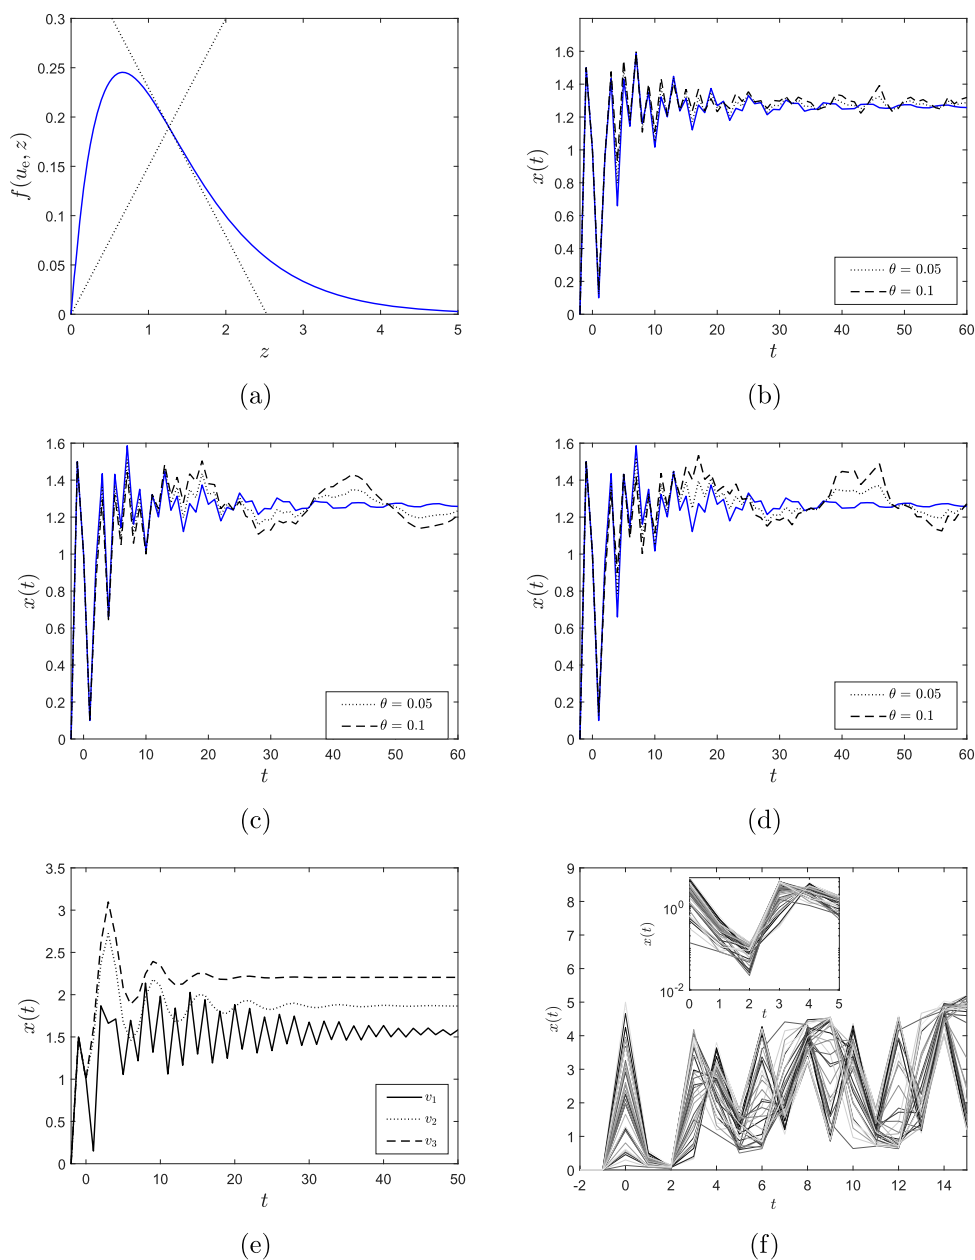 0.3
0.25
0.2
0.15
0.1
0.05
0
f(u_c, z)
0 1 2 3 4 5
z
(a)
1.6
1.4
1.2
1
0.8
0.6
0.4
0.2
0
x(t)
θ = 0.05
θ = 0.1
0 10 20 30 40 50 60
t
(b)
1.6
1.4
1.2
1
0.8
0.6
0.4
0.2
0
x(t)
θ = 0.05
θ = 0.1
0 10 20 30 40 50 60
t
(c)
1.6
1.4
1.2
1
0.8
0.6
0.4
0.2
0
x(t)
θ = 0.05
θ = 0.1
0 10 20 30 40 50 60
t
(d)
3.5
3
2.5
2
1.5
1
0.5
0
x(t)
v₁
v₂
v₃
0 10 20 30 40 50
t
(e)
9
8
7
6
5
4
3
2
1
0
x(t)
10⁰
10⁻²
x(t)
0 1 2 3 4 5
t
-2 0 2 4 6 8 10 12 14
t
(f)